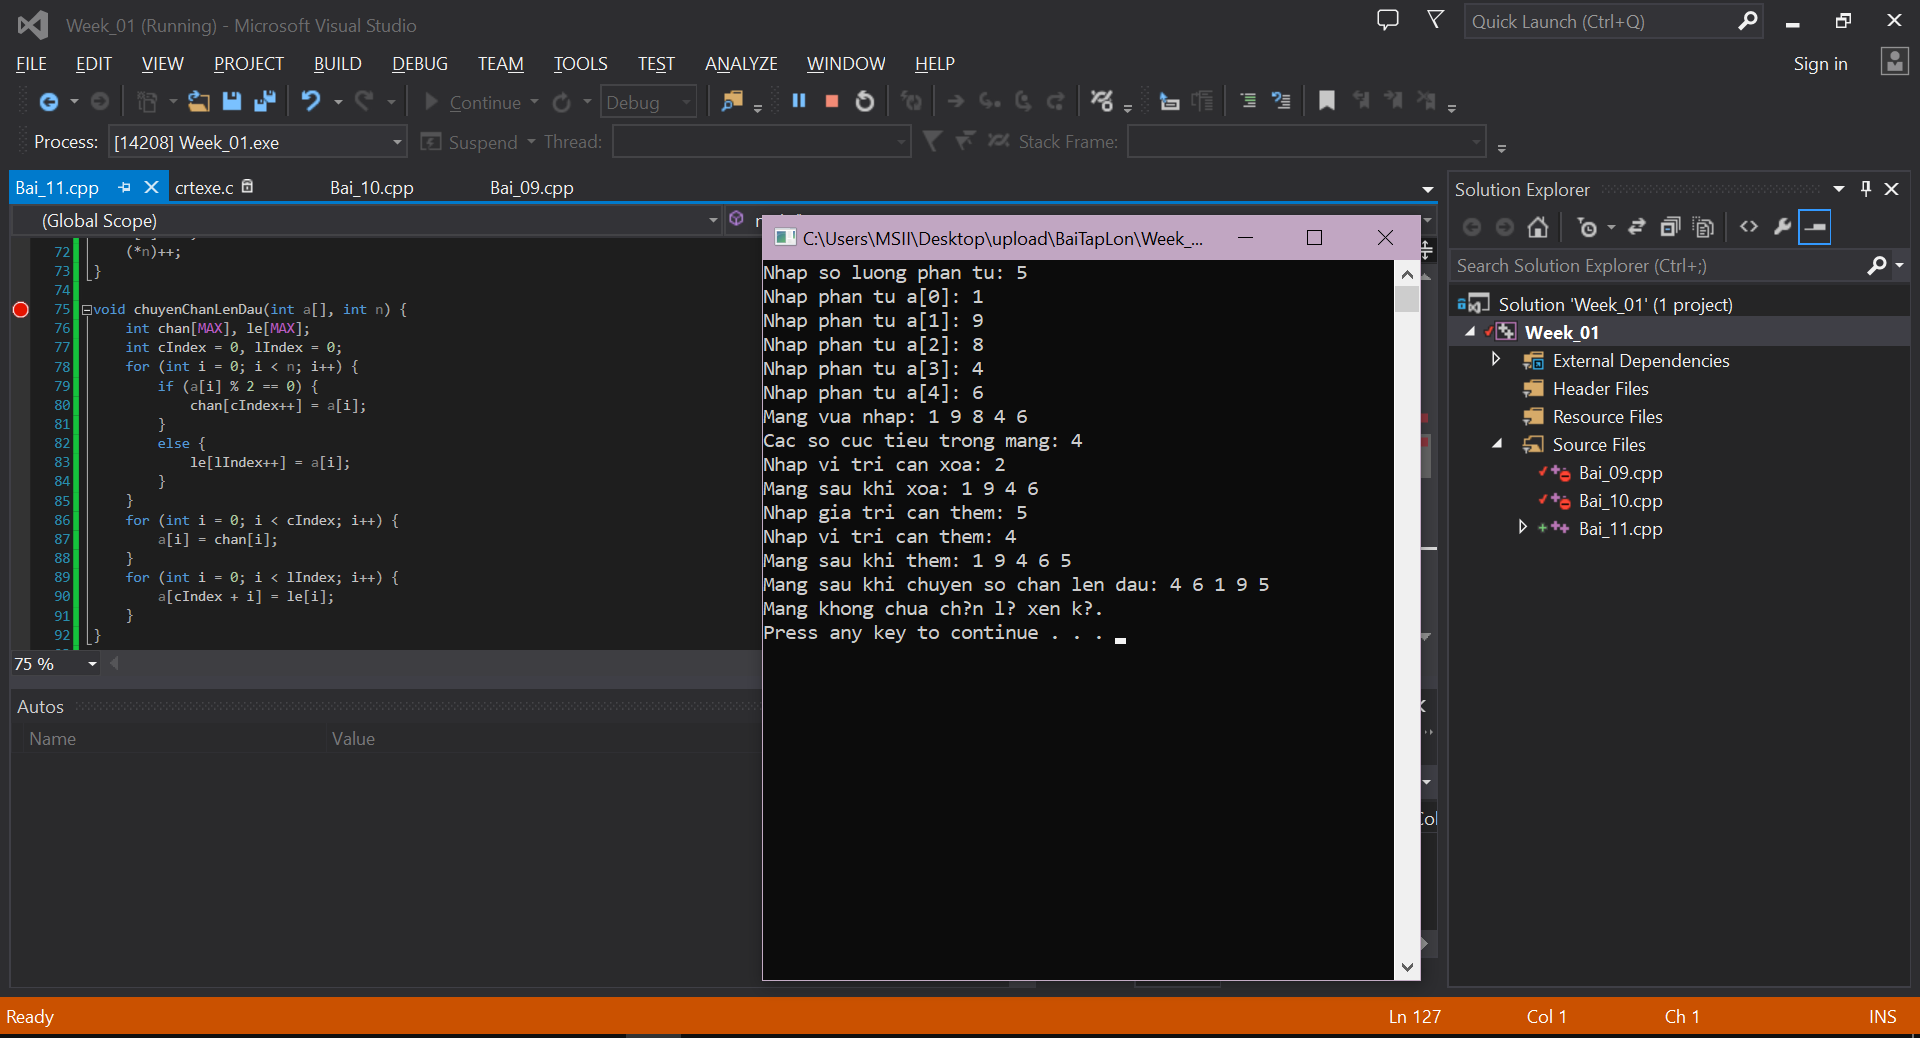 Week_01 (Running) - Microsoft Visual Studio
Quick Launch (Ctrl+Q)
FILE EDIT VIEW PROJECT BUILD DEBUG TEAM TOOLS TEST ANALYZE WINDOW HELP
Sign in
Continue Debug
Process: [14208] Week_01.exe Suspend Thread: Stack Frame:
Bai_11.cpp crtexe.c Bai_10.cpp Bai_09.cpp
(Global Scope)
72 (*n)++;
73 }
74
75 void chuyenChanLenDau(int a[], int n) {
76 int chan[MAX], le[MAX];
77 int cIndex = 0, lIndex = 0;
78 for (int i = 0; i < n; i++) {
79 if (a[i] % 2 == 0) {
80 chan[cIndex++] = a[i];
81 }
82 else {
83 le[lIndex++] = a[i];
84 }
85 }
86 for (int i = 0; i < cIndex; i++) {
87 a[i] = chan[i];
88 }
89 for (int i = 0; i < lIndex; i++) {
90 a[cIndex + i] = le[i];
91 }
92 }
75 %
Autos
Name Value
C:\Users\MSII\Desktop\upload\BaiTapLon\Week_...
Nhap so luong phan tu: 5
Nhap phan tu a[0]: 1
Nhap phan tu a[1]: 9
Nhap phan tu a[2]: 8
Nhap phan tu a[3]: 4
Nhap phan tu a[4]: 6
Mang vua nhap: 1 9 8 4 6
Cac so cuc tieu trong mang: 4
Nhap vi tri can xoa: 2
Mang sau khi xoa: 1 9 4 6
Nhap gia tri can them: 5
Nhap vi tri can them: 4
Mang sau khi them: 1 9 4 6 5
Mang sau khi chuyen so chan len dau: 4 6 1 9 5
Mang khong chua ch?n l? xen k?.
Press any key to continue . . .
Solution Explorer
Search Solution Explorer (Ctrl+;)
Solution 'Week_01' (1 project)
Week_01
External Dependencies
Header Files
Resource Files
Source Files
Bai_09.cpp
Bai_10.cpp
Bai_11.cpp
Ready Ln 127 Col 1 Ch 1 INS